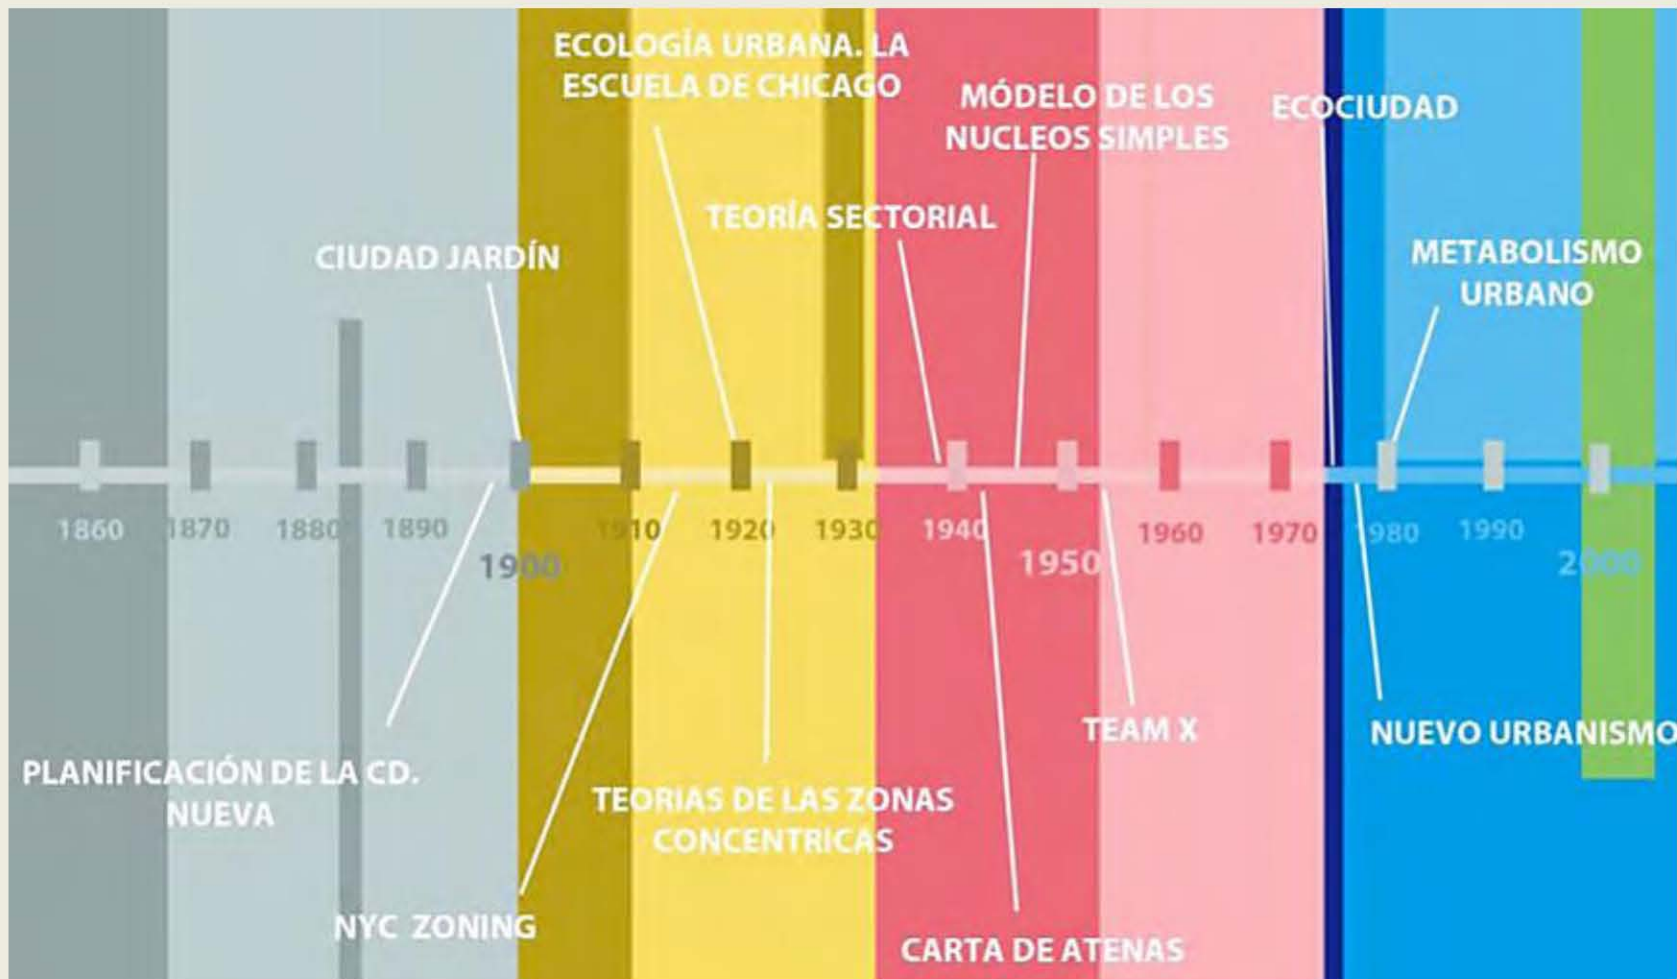 ECOLOGÍA URBANA. LA
ESCUELA DE CHICAGO
MÓDELO DE LOS
NUCLEOS SIMPLES
ECOCIUDAD
TEORÍA SECTORIAL
CIUDAD JARDÍN
METABOLISMO
URBANO
1860
1870
1880
1890
1900
1910
1920
1930
1940
1950
1960
1970
1980
1990
2000
PLANIFICACIÓN DE LA CD.
NUEVA
NYC ZONING
TEORIAS DE LAS ZONAS
CONCENTRICAS
CARTA DE ATENAS
TEAM X
NUEVO URBANISMO